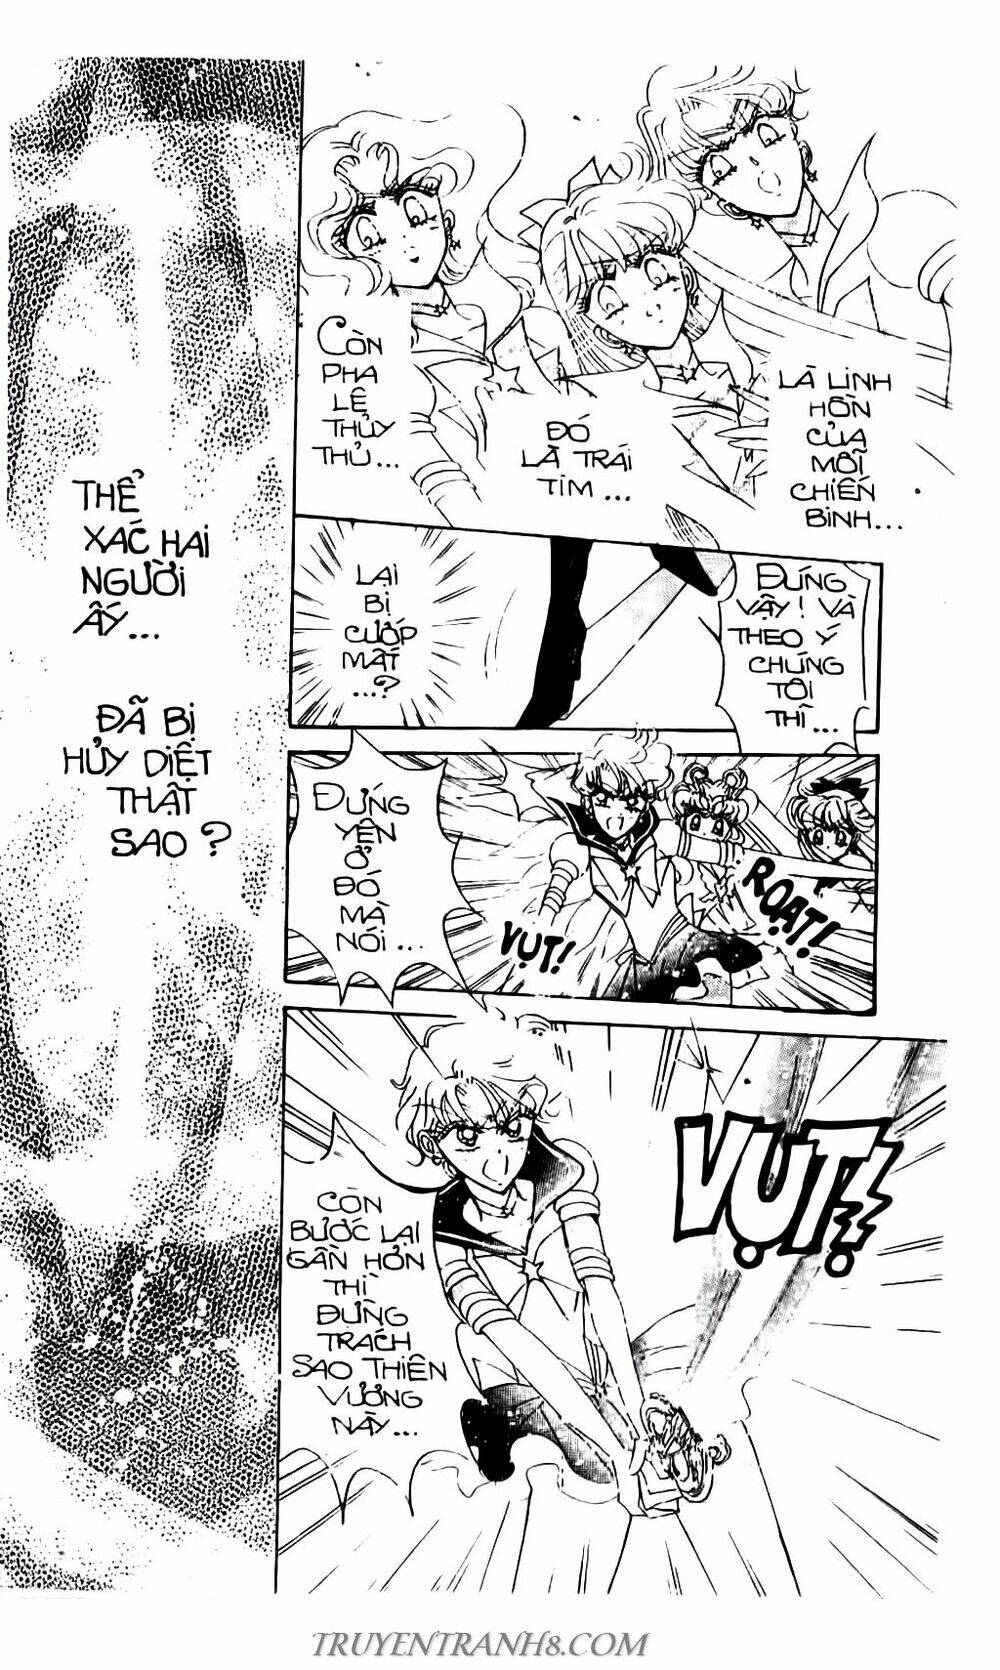 CÒN
PHA
LÊ
THỦY
THỦ...
ĐÓ
LÀ TRÁI
TIM...
LÀ LINH
HỒN
CỦA
MỖI
CHIẾN
BINH...
LẠI
BỊ
CƯỚP
MẤT
...?
ĐÚNG
VẬY! VÀ
THEO Ý
CHÚNG
TÔI
THÌ...
THỂ
XÁC HAI
NGƯỜI
ẤY...
ĐÃ BỊ
HỦY DIỆT
THẬT
SAO?
ĐỨNG
YÊN
Ở
ĐÓ
MÀ
NÓI...
VỤT!
ROẠT!
CÒN
BƯỚC LẠI
GẦN HƠN
THÌ
ĐỪNG
TRÁCH
SAO THIÊN
VƯƠNG
NÀY...
VỤT!
TRUYENTRANH8.COM